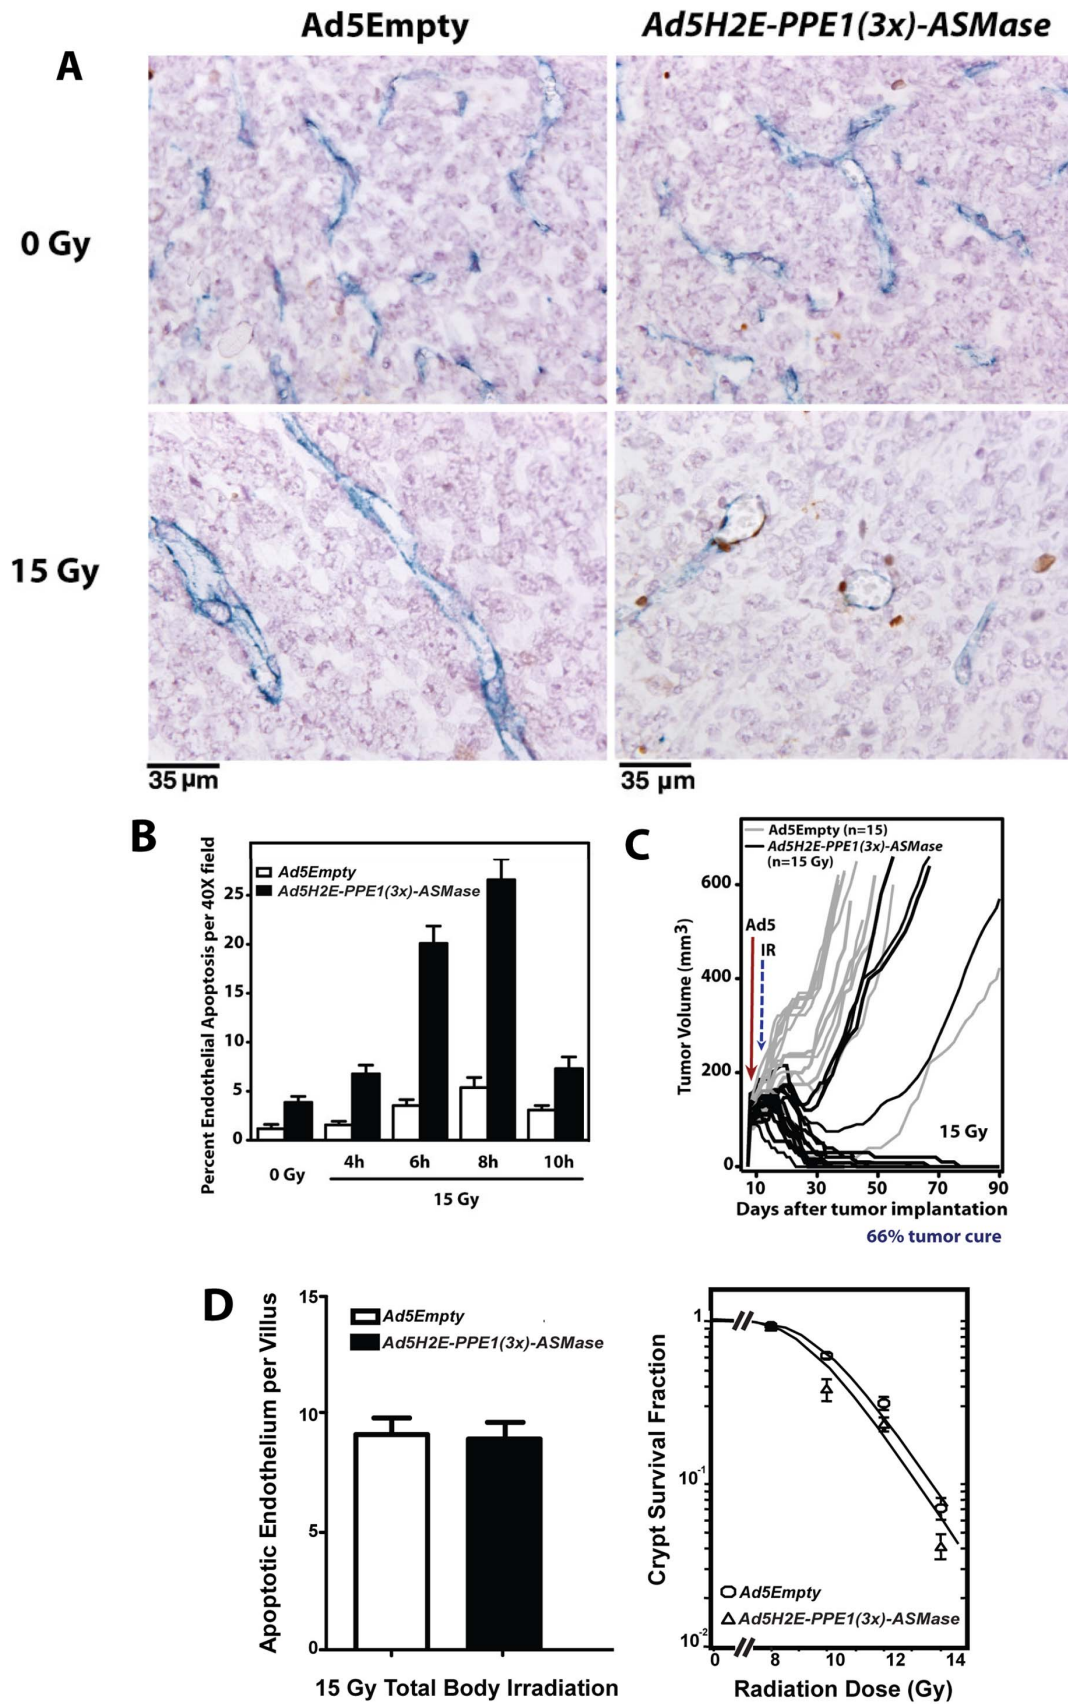 Ad5Empty
Ad5H2E-PPE1(3x)-ASMase
A
0 Gy
15 Gy
35 µm
35 µm
B
Percent Endothelial Apoptosis per 40X field
Ad5Empty
Ad5H2E-PPE1(3x)-ASMase
25
20
15
10
5
0
0 Gy
4h
6h
8h
10h
15 Gy
C
Tumor Volume (mm3)
Ad5Empty (n=15)
Ad5H2E-PPE1(3x)-ASMase
(n=15 Gy)
600
400
200
0
Ad5
IR
15 Gy
10
30
50
70
90
Days after tumor implantation
66% tumor cure
D
Apoptotic Endothelium per Villus
15
10
5
0
Ad5Empty
Ad5H2E-PPE1(3x)-ASMase
15 Gy Total Body Irradiation
Crypt Survival Fraction
1
10-1
10-2
Ad5Empty
Ad5H2E-PPE1(3x)-ASMase
0
8
10
12
14
Radiation Dose (Gy)